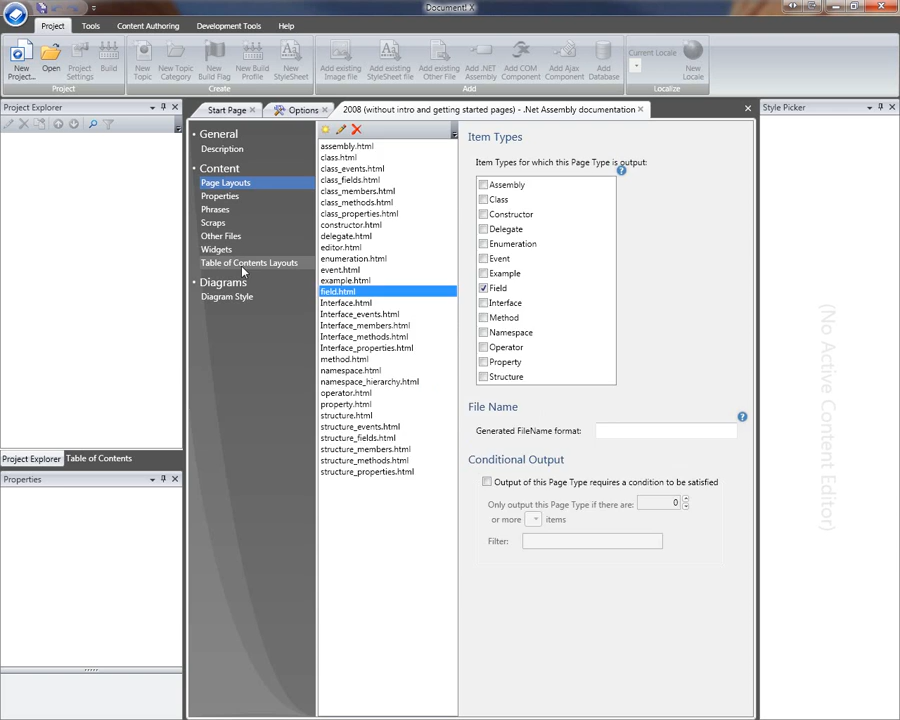 Document! X
Project Tools Content Authoring Development Tools Help
New Project... Open Project Settings Build
New Topic New Topic Category New Build Flag New Build Profile New StyleSheet
Add existing Image file Add existing StyleSheet file Add existing Other File Add .NET Assembly Add COM Component Add Ajax Component Add Database
Current Locale New Locale
Project Create Add Localize
Project Explorer
Start Page Options 2008 (without intro and getting started pages) - .Net Assembly documentation
Style Picker
General
Description
Content
Page Layouts
Properties
Phrases
Scraps
Other Files
Widgets
Table of Contents Layouts
Diagrams
Diagram Style
assembly.html
class.html
class_events.html
class_fields.html
class_members.html
class_methods.html
class_properties.html
constructor.html
delegate.html
editor.html
enumeration.html
event.html
example.html
field.html
Interface.html
Interface_events.html
Interface_members.html
Interface_methods.html
Interface_properties.html
method.html
namespace.html
namespace_hierarchy.html
operator.html
property.html
structure.html
structure_events.html
structure_fields.html
structure_members.html
structure_methods.html
structure_properties.html
Item Types
Item Types for which this Page Type is output:
Assembly
Class
Constructor
Delegate
Enumeration
Event
Example
Field
Interface
Method
Namespace
Operator
Property
Structure
File Name
Generated FileName format:
Conditional Output
Output of this Page Type requires a condition to be satisfied
Only output this Page Type if there are: 0
or more items
Filter:
Project Explorer Table of Contents
Properties
(No Active Content Editor)